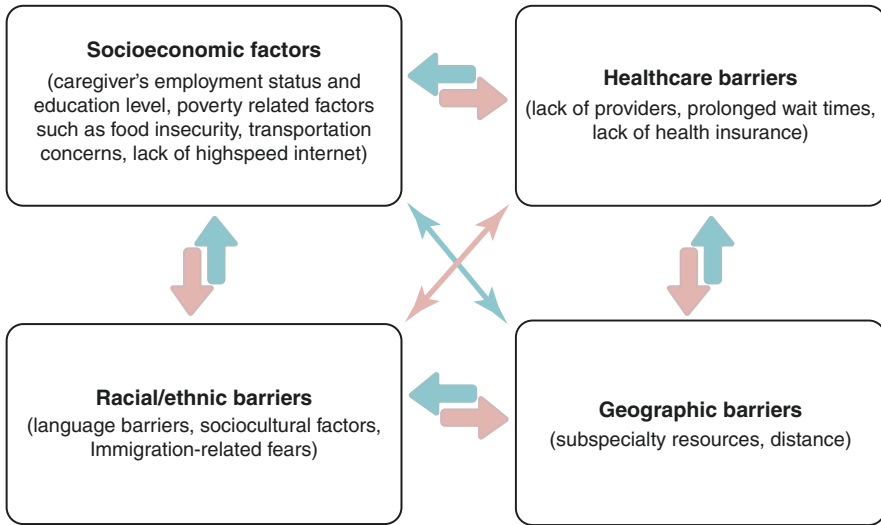 Socioeconomic factors
(caregiver's employment status and
education level, poverty related factors
such as food insecurity, transportation
concerns, lack of highspeed internet)
Healthcare barriers
(lack of providers, prolonged wait times,
lack of health insurance)
Racial/ethnic barriers
(language barriers, sociocultural factors,
Immigration-related fears)
Geographic barriers
(subspecialty resources, distance)